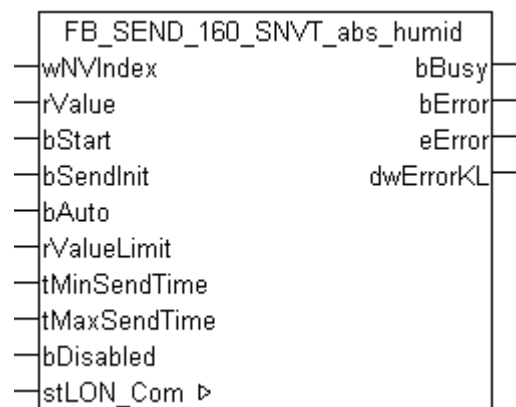 FB_SEND_160_SNVT_abs_humid
wNVIndex bBusy
rValue bError
bStart eError
bSendInit dwErrorKL
bAuto
rValueLimit
tMinSendTime
tMaxSendTime
bDisabled
stLON_Com ▷